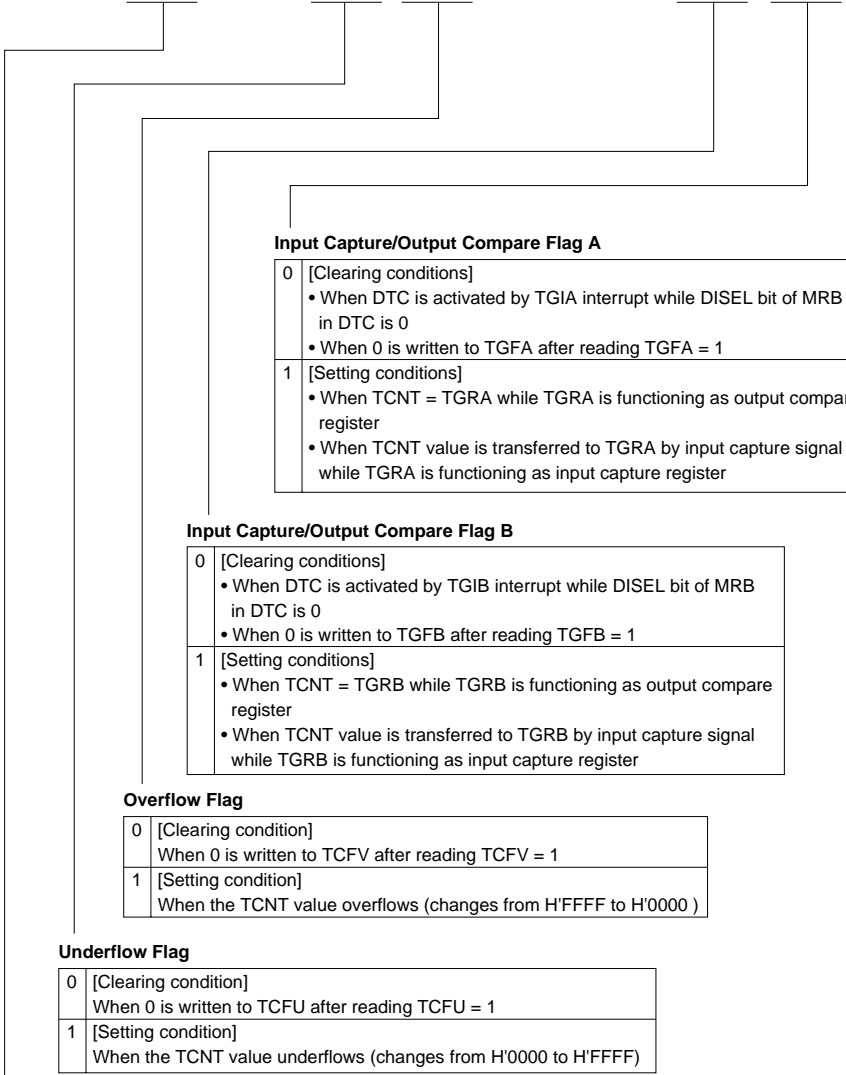 Input Capture/Output Compare Flag A
0 [Clearing conditions]
• When DTC is activated by TGIA interrupt while DISEL bit of MRB
in DTC is 0
• When 0 is written to TGFA after reading TGFA = 1
1 [Setting conditions]
• When TCNT = TGRA while TGRA is functioning as output
register
• When TCNT value is transferred to TGRA by input capture signal
while TGRA is functioning as input capture register
Input Capture/Output Compare Flag B
0 [Clearing conditions]
• When DTC is activated by TGIB interrupt while DISEL bit of MRB
in DTC is 0
• When 0 is written to TGFB after reading TGFB = 1
1 [Setting conditions]
• When TCNT = TGRB while TGRB is functioning as output compare
register
• When TCNT value is transferred to TGRB by input capture signal
while TGRB is functioning as input capture register
Overflow Flag
0 [Clearing condition]
When 0 is written to TCFV after reading TCFV = 1
1 [Setting condition]
When the TCNT value overflows (changes from H'FFFF to H'0000 )
Underflow Flag
0 [Clearing condition]
When 0 is written to TCFU after reading TCFU = 1
1 [Setting condition]
When the TCNT value underflows (changes from H'0000 to H'FFFF)